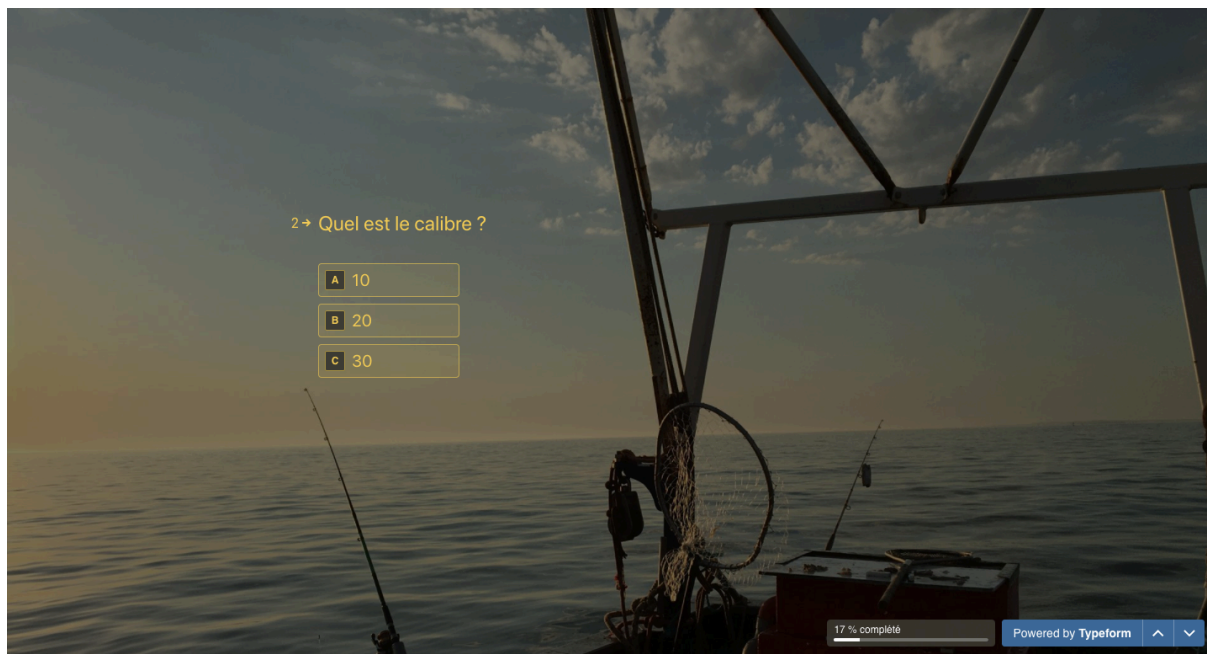 2→ Quel est le calibre ?
A 10
B 20
C 30
17 % complété
Powered by Typeform